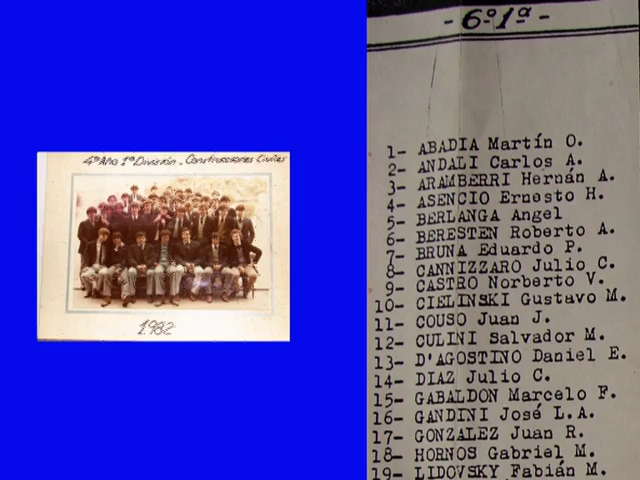 4º Año 1ª División - Construcciones Civiles
1982
- 6º1ª -
1- ABADIA Martín O.
2- ANDALI Carlos A.
3- ARAMBERRI Hernán A.
4- ASENCIO Ernesto H.
5- BERLANGA Angel
6- BERESTEN Roberto A.
7- BRUNA Eduardo P.
8- CANNIZZARO Julio C.
9- CASTRO Norberto V.
10- CIELINSKI Gustavo M.
11- COUSO Juan J.
12- CULINI Salvador M.
13- D'AGOSTINO Daniel E.
14- DIAZ Julio C.
15- GABALDON Marcelo F.
16- GANDINI José L.A.
17- GONZALEZ Juan R.
18- HORNOS Gabriel M.
19- LIDOVSKY Fabián M.